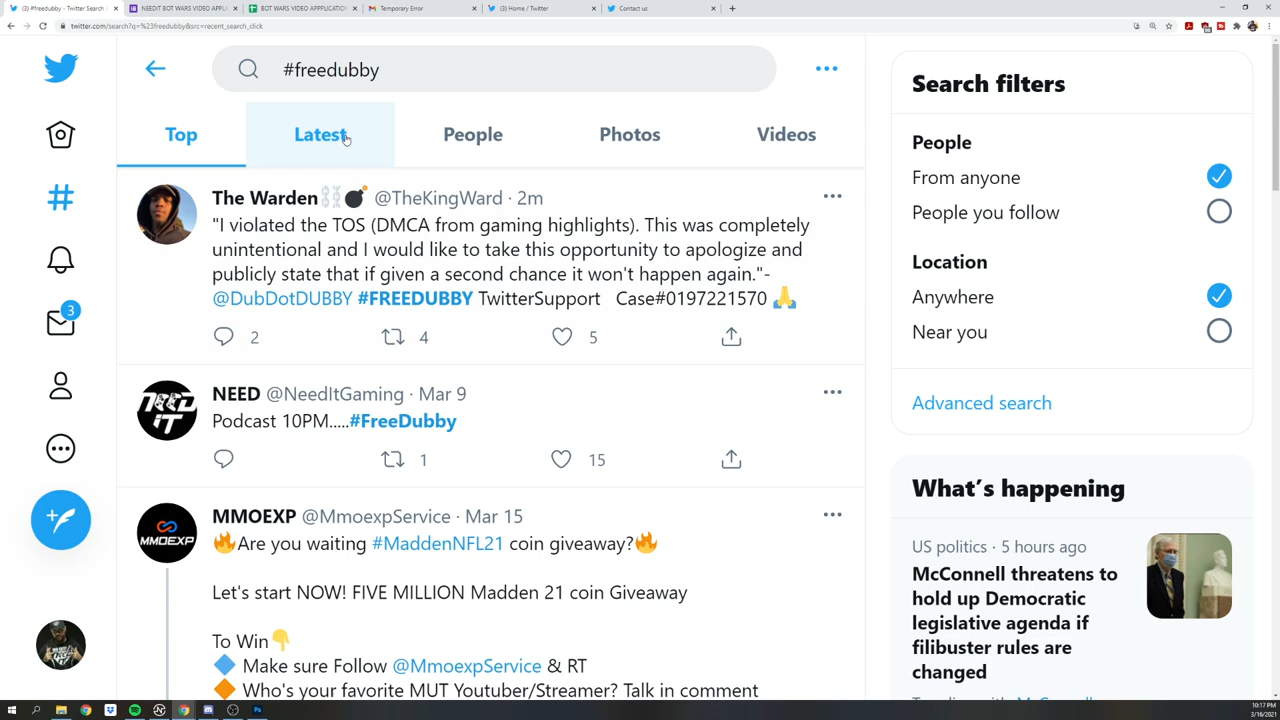 (3) #freedubby - Twitter Search /
NEEDIT BOT WARS VIDEO APPL
BOT WARS VIDEO APPPLICATION
Temporary Error
(3) Home / Twitter
Contact us
twitter.com/search?q=%23freedubby&src=recent_search_click
#freedubby
Top
Latest
People
Photos
Videos
The Warden @TheKingWard · 2m
"I violated the TOS (DMCA from gaming highlights). This was completely
unintentional and I would like to take this opportunity to apologize and
publicly state that if given a second chance it won't happen again."-
@DubDotDUBBY #FREEDUBBY TwitterSupport Case#0197221570 🙏
2
4
5
NEED @NeedItGaming · Mar 9
Podcast 10PM.....#FreeDubby
1
15
MMOEXP @MmoexpService · Mar 15
🔥Are you waiting #MaddenNFL21 coin giveaway?🔥
Let's start NOW! FIVE MILLION Madden 21 coin Giveaway
To Win👇
🔷 Make sure Follow @MmoexpService & RT
🔶 Who's your favorite MUT Youtuber/Streamer? Talk in comment
3
NEED IT
MMOEXP
Search filters
People
From anyone
People you follow
Location
Anywhere
Near you
Advanced search
What's happening
US politics · 5 hours ago
McConnell threatens to
hold up Democratic
legislative agenda if
filibuster rules are
changed
10:17 PM
3/16/2021